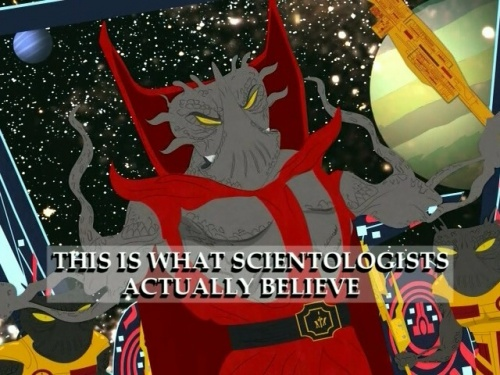 THIS IS WHAT SCIENTOLOGISTS
ACTUALLY BELIEVE